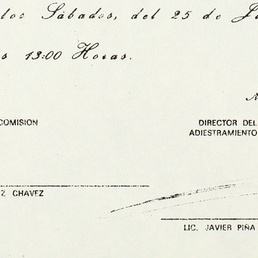 los Sábados, del 25 de
13:00 Horas.
COMISION
DIRECTOR DEL
ADIESTRAMIENTO
Z CHAVEZ
LIC. JAVIER PIÑA